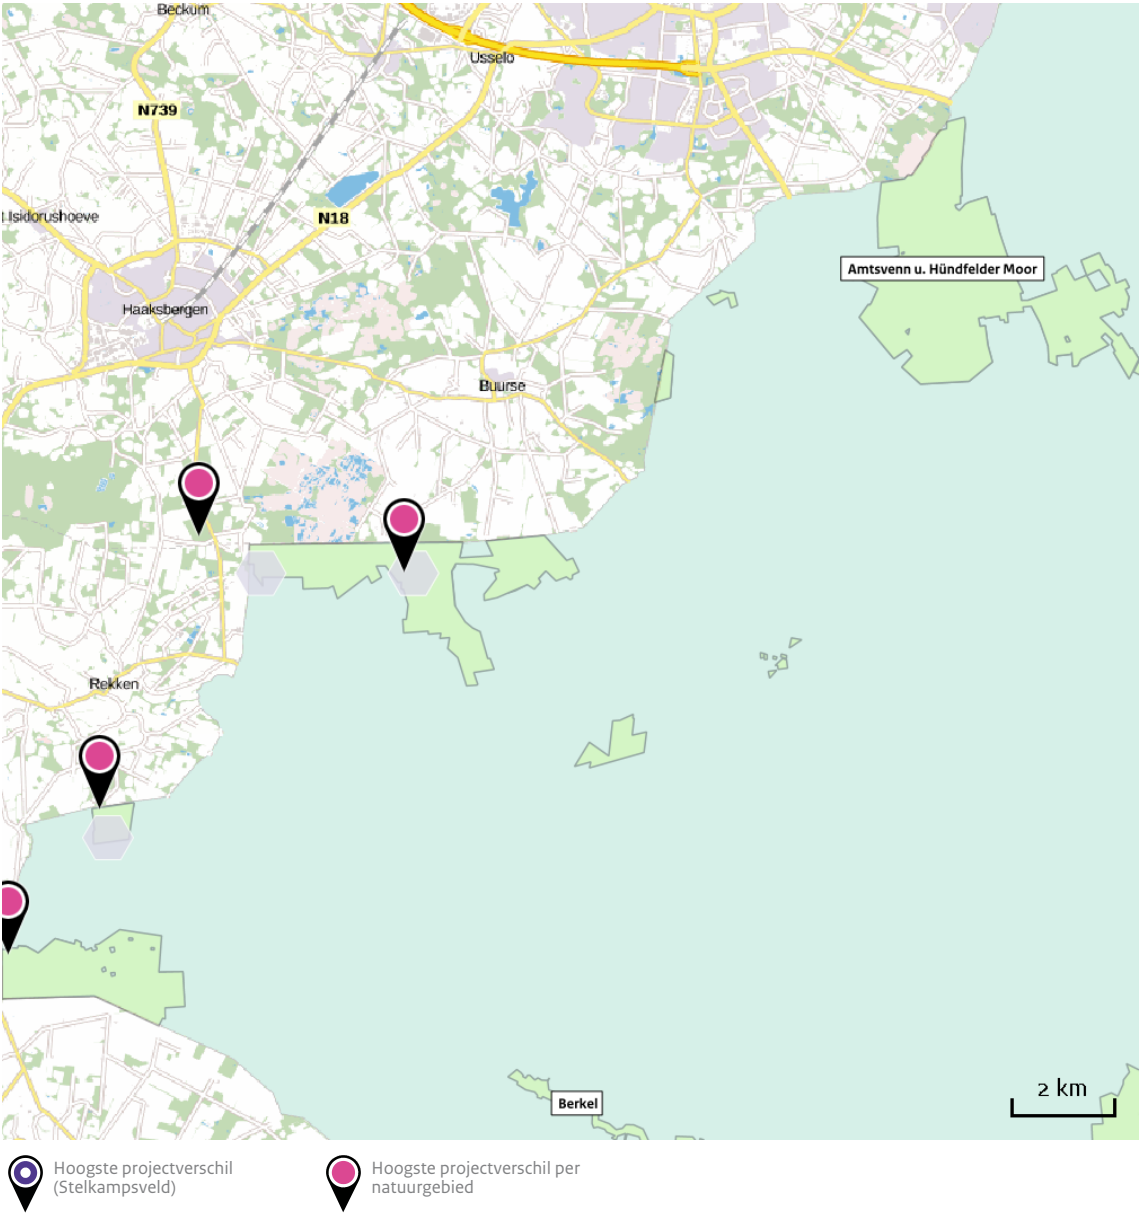 Beckum
Usselo
N739
Isidorushoeve
N18
Amtsvenn u. Hündfelder Moor
Haaksbergen
Buurse
Rekken
2 km
Berkel
Hoogste projectverschil
(Stelkampsveld)
Hoogste projectverschil per
natuurgebied